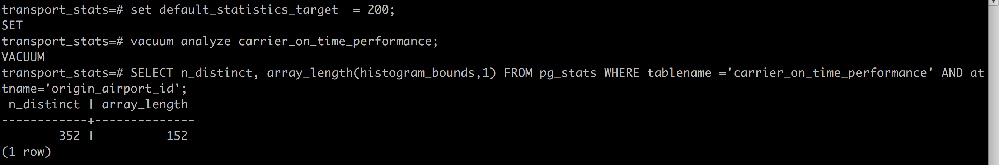 transport_stats=# set default_statistics_target  = 200;
SET
transport_stats=# vacuum analyze carrier_on_time_performance;
VACUUM
transport_stats=# SELECT n_distinct, array_length(histogram_bounds,1) FROM pg_stats WHERE tablename ='carrier_on_time_performance' AND at
tname='origin_airport_id';
 n_distinct | array_length
------------+--------------
        352 |          152
(1 row)